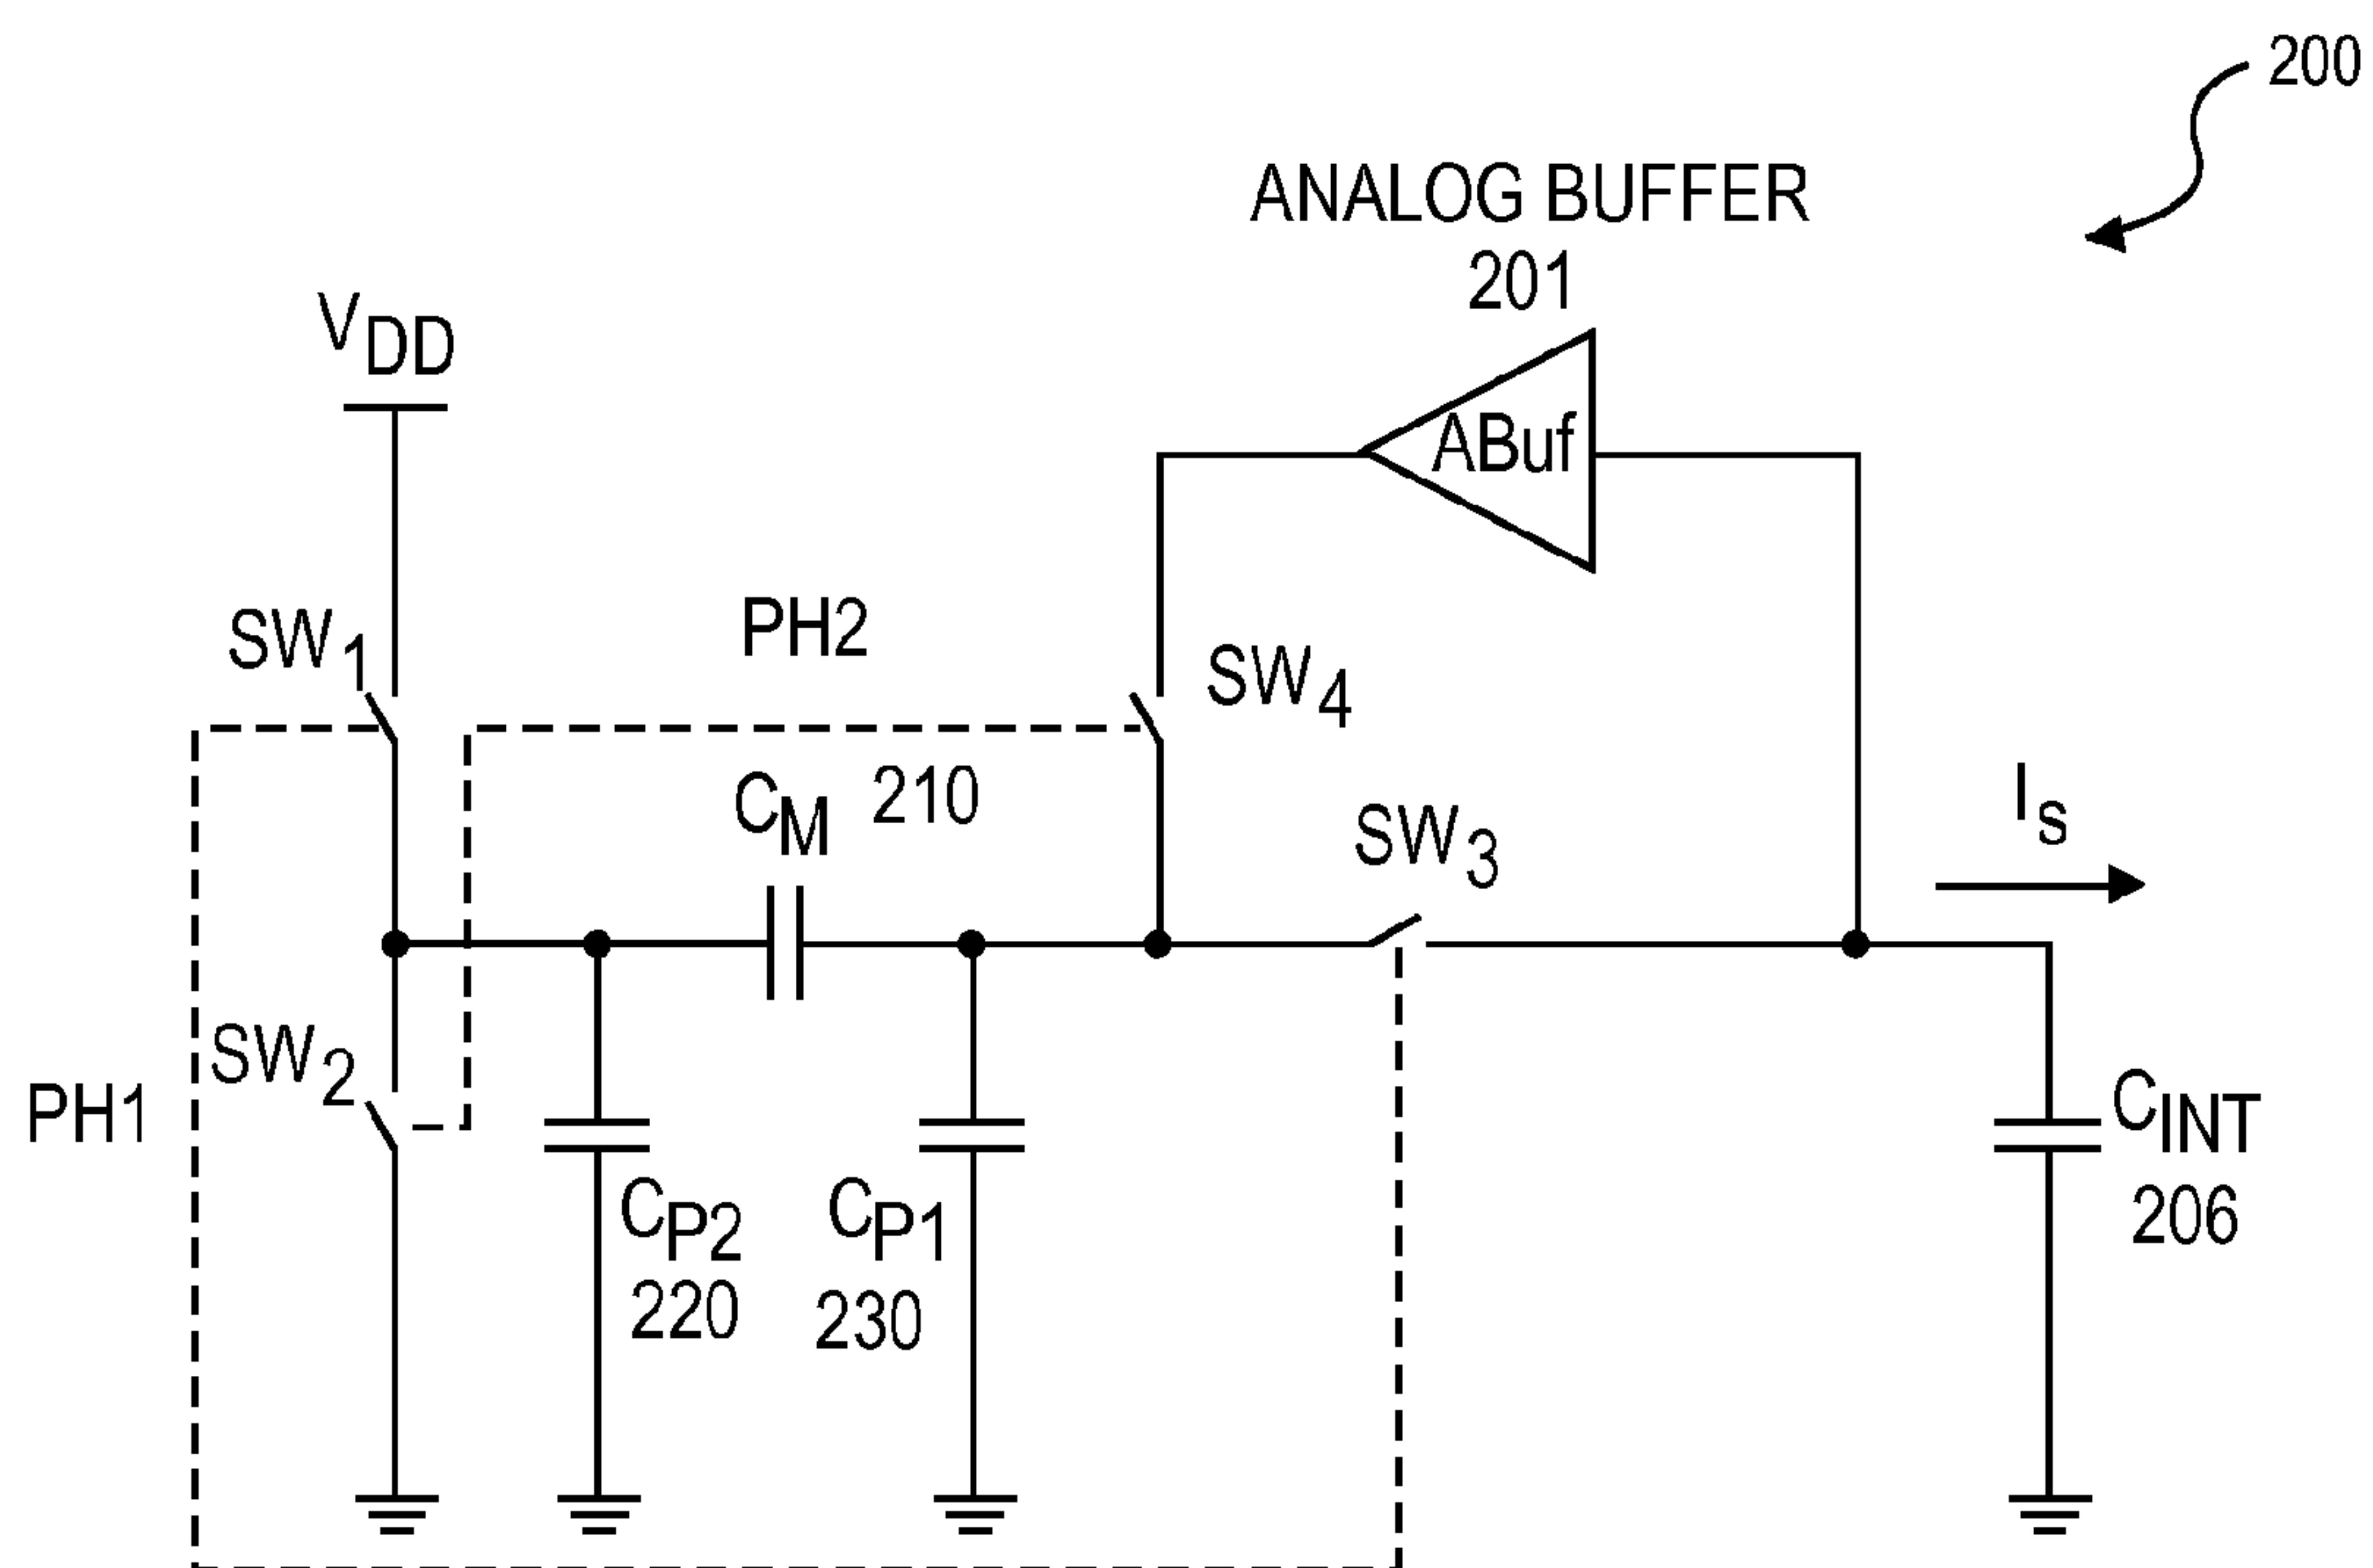 200
ANALOG BUFFER
201
VDD
ABuf
SW1
PH2
SW4
CM 210
SW3
Is
SW2
PH1
CP2
220
CP1
230
CINT
206